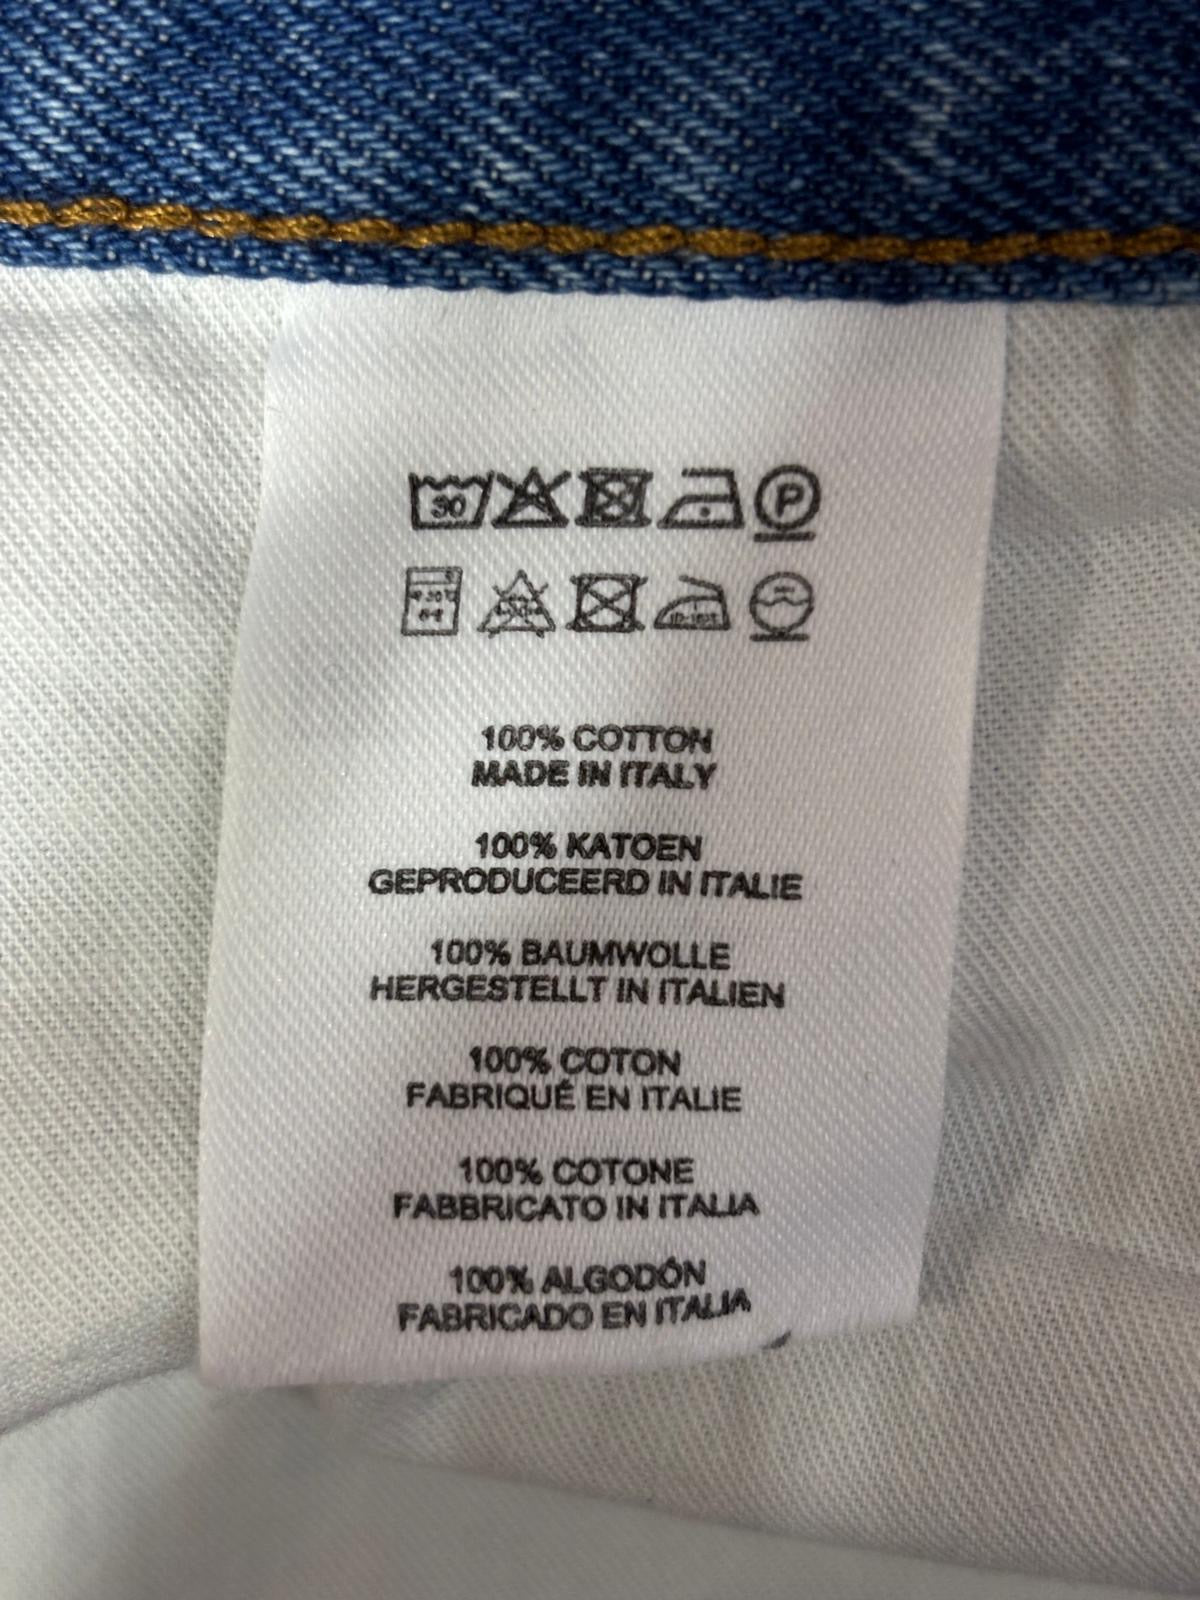 30
P
100% COTTON
MADE IN ITALY
100% KATOEN
GEPRODUCEERD IN ITALIE
100% BAUMWOLLE
HERGESTELLT IN ITALIEN
100% COTON
FABRIQUÉ EN ITALIE
100% COTONE
FABBRICATO IN ITALIA
100% ALGODÓN
FABRICADO EN ITALIA